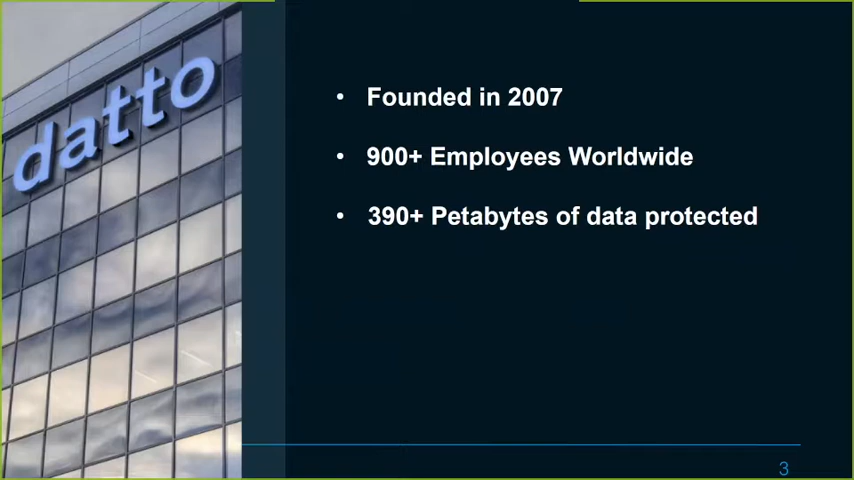 datto
• Founded in 2007
• 900+ Employees Worldwide
• 390+ Petabytes of data protected
3